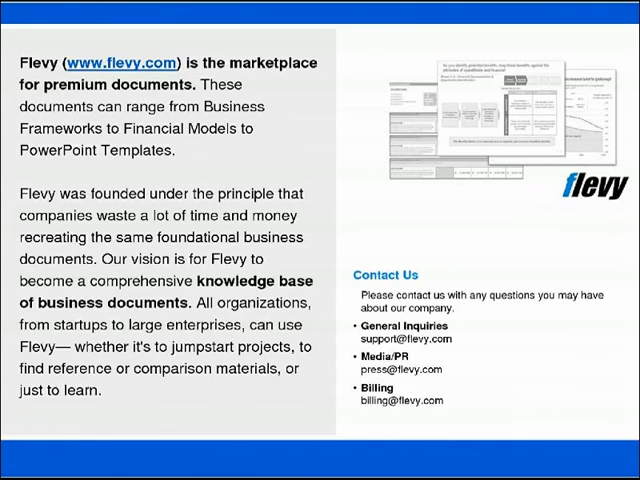 Flevy (www.flevy.com) is the marketplace
for premium documents. These
documents can range from Business
Frameworks to Financial Models to
PowerPoint Templates.
Flevy was founded under the principle that
companies waste a lot of time and money
recreating the same foundational business
documents. Our vision is for Flevy to
become a comprehensive knowledge base
of business documents. All organizations,
from startups to large enterprises, can use
Flevy— whether it's to jumpstart projects, to
find reference or comparison materials, or
just to learn.
flevy
Contact Us
Please contact us with any questions you may have
about our company.
• General Inquiries
support@flevy.com
• Media/PR
press@flevy.com
• Billing
billing@flevy.com